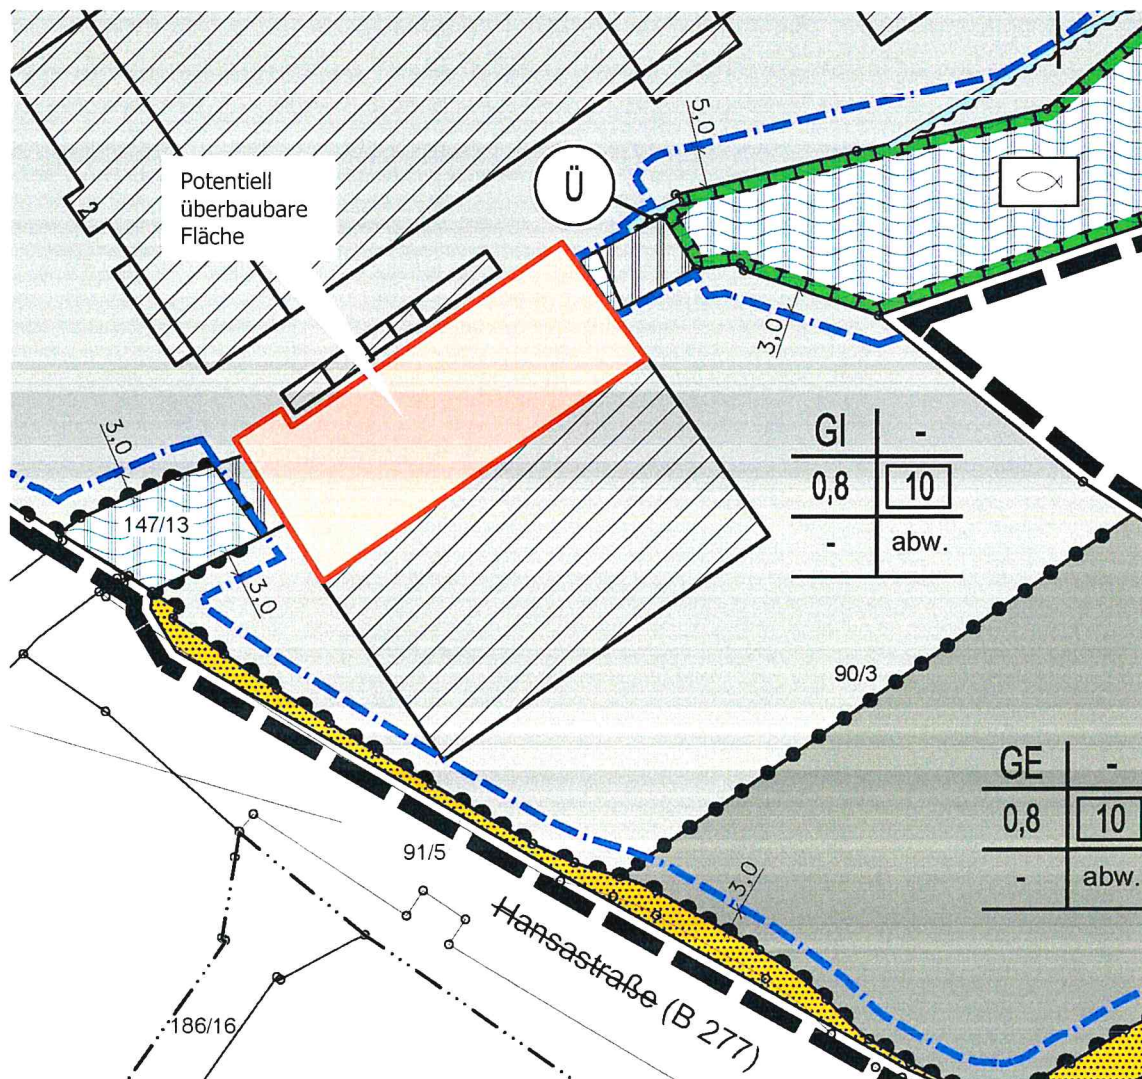 5,0
Potentiell
überbaubare
Fläche
Ü
2
3,0
3,0
GI -
0,8 10
- abw.
147/13
3,0
90/3
GE -
0,8 10
- abw.
91/5
3,0
Hansastraße (B 277)
186/16